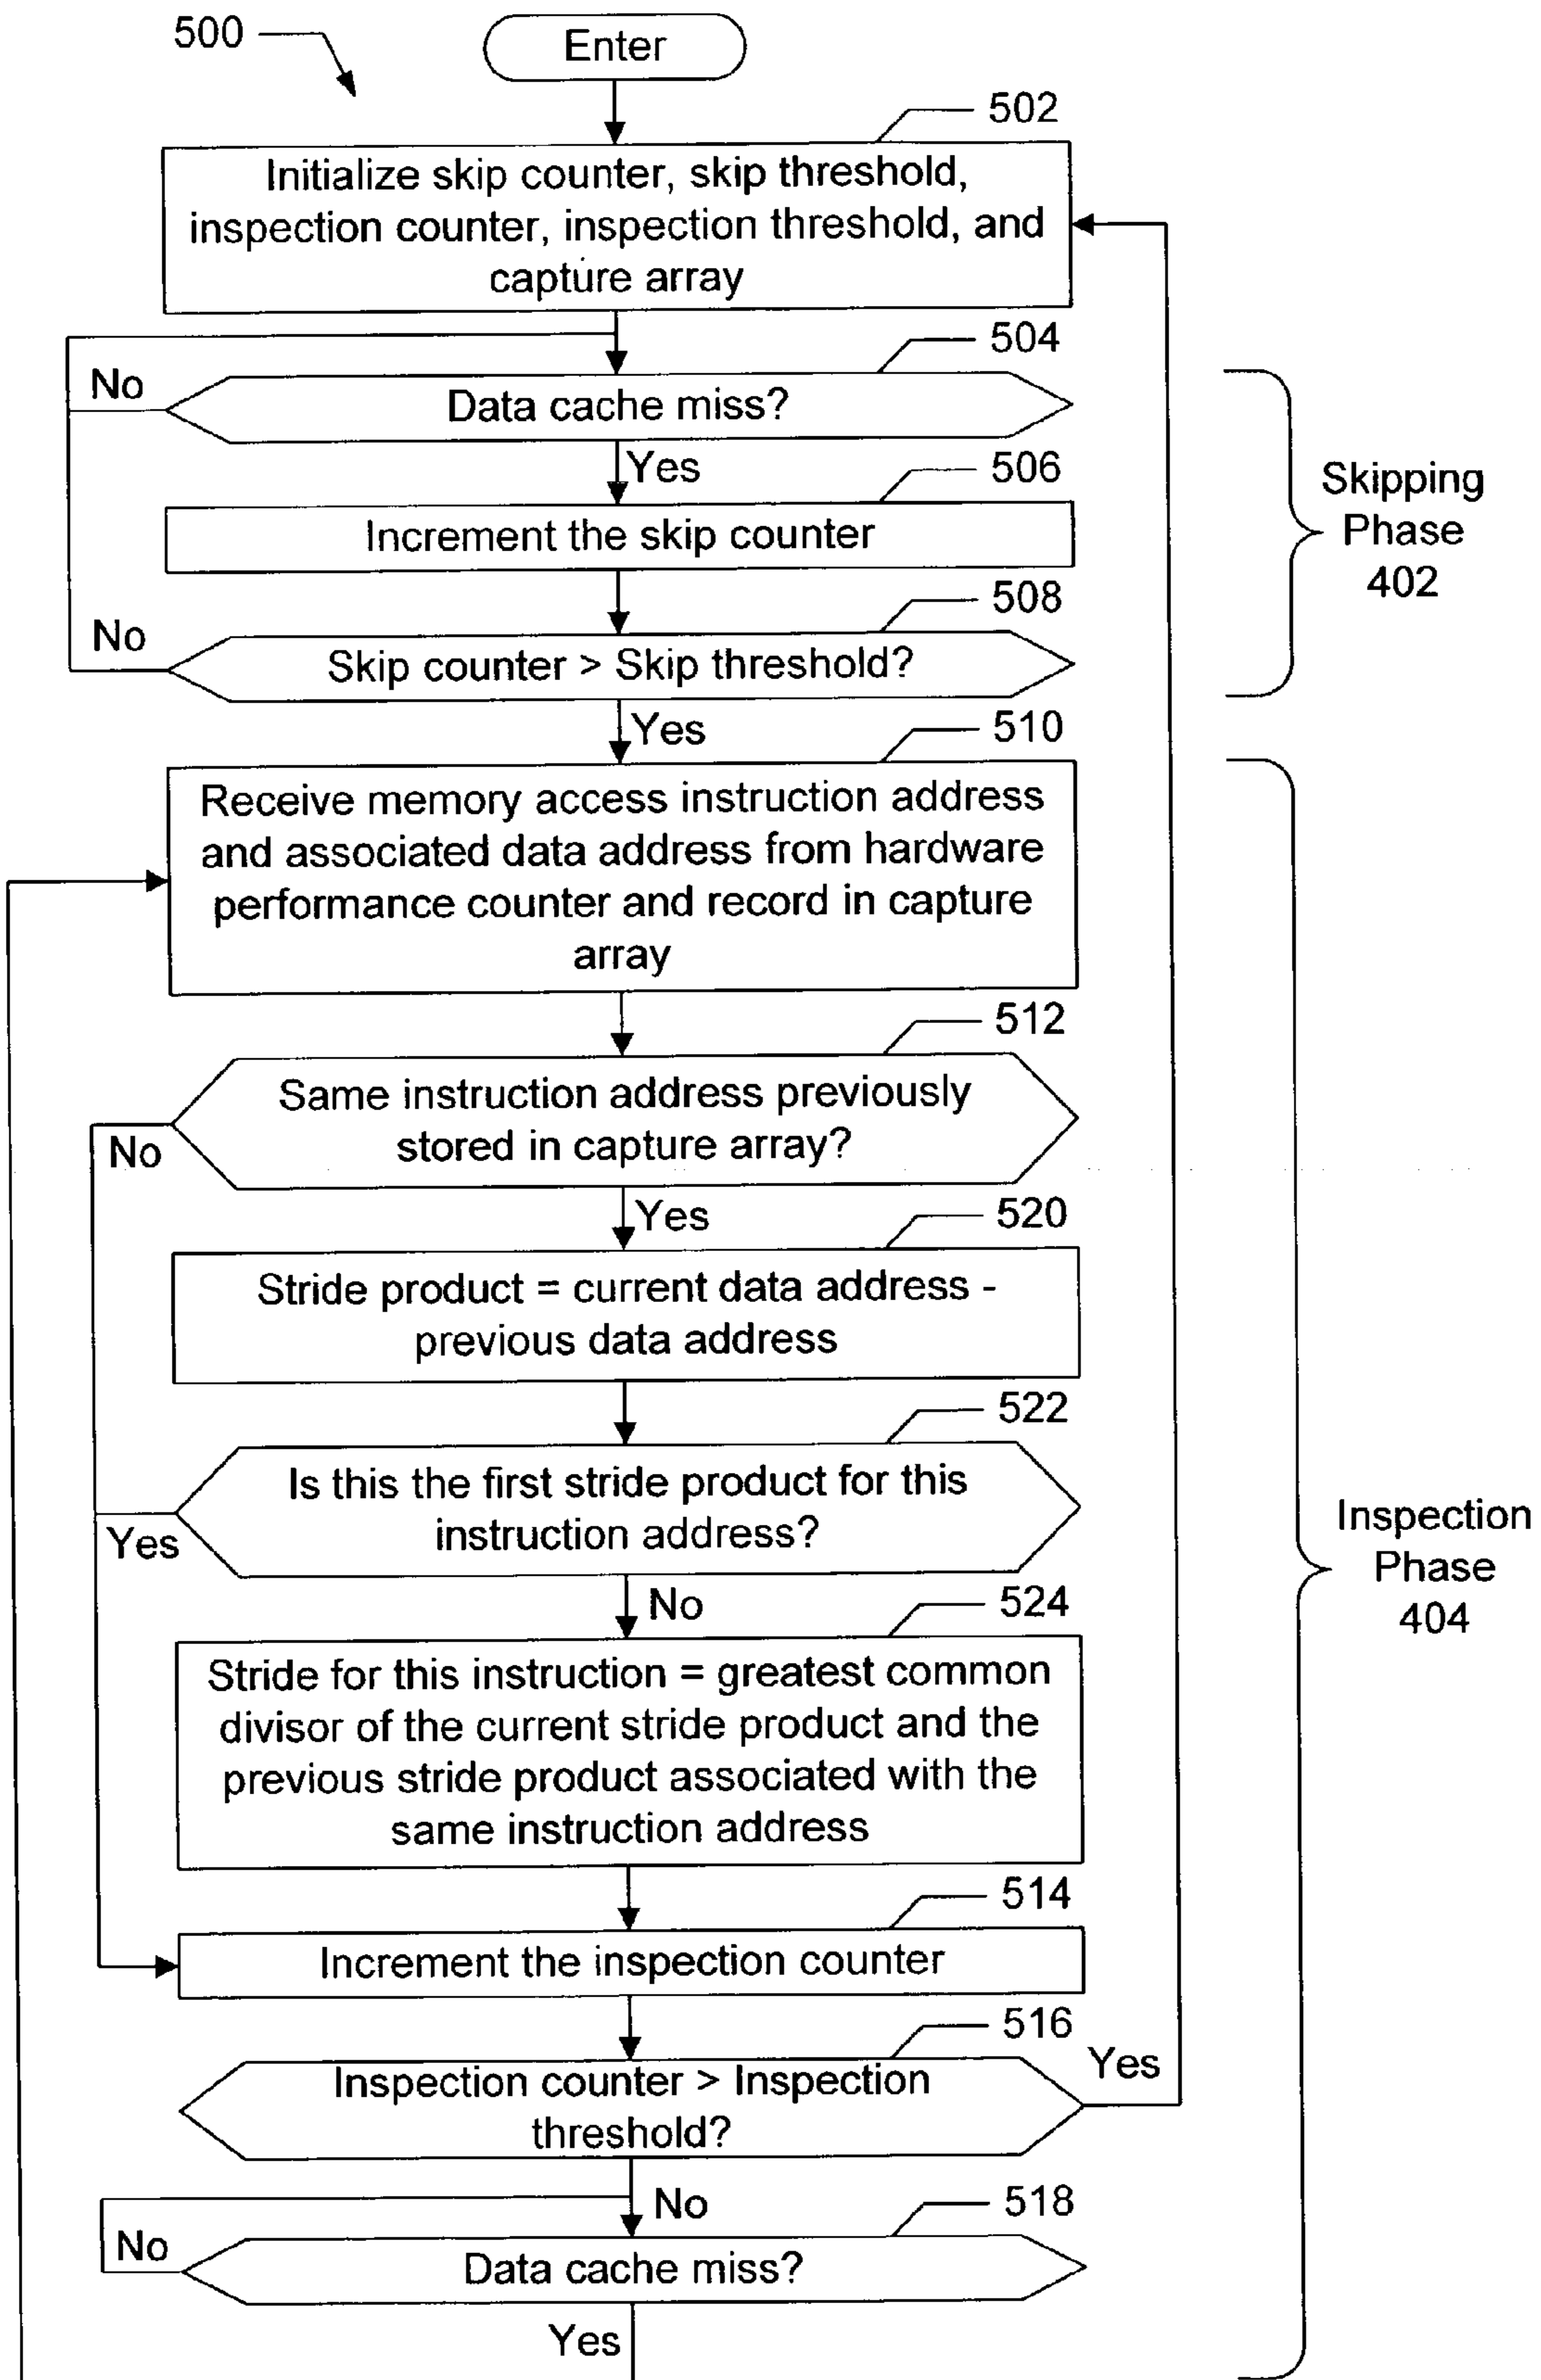 500
Enter
502
Initialize skip counter, skip threshold,
inspection counter, inspection threshold, and
capture array
504
No
Data cache miss?
Yes
506
Increment the skip counter
Skipping
Phase
402
508
No
Skip counter > Skip threshold?
Yes
510
Receive memory access instruction address
and associated data address from hardware
performance counter and record in capture
array
512
Same instruction address previously
stored in capture array?
No
Yes
520
Stride product = current data address -
previous data address
522
Is this the first stride product for this
instruction address?
Yes
No
Inspection
Phase
404
524
Stride for this instruction = greatest common
divisor of the current stride product and the
previous stride product associated with the
same instruction address
514
Increment the inspection counter
516
Yes
Inspection counter > Inspection
threshold?
No
518
No
Data cache miss?
Yes